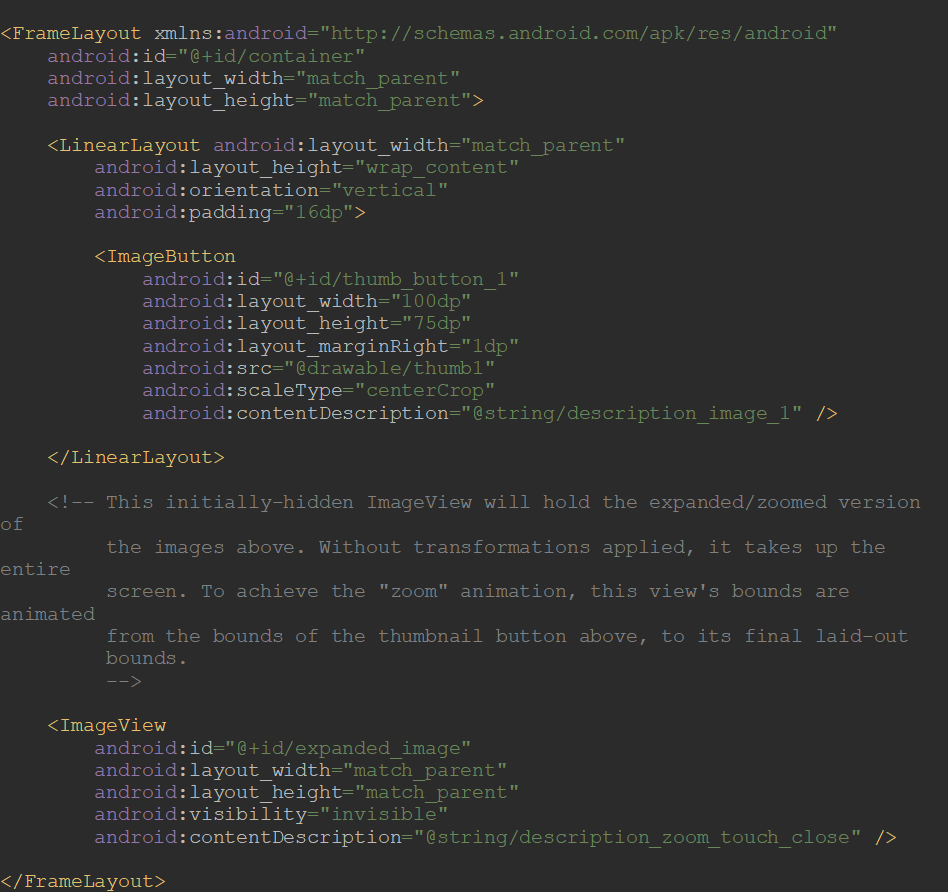 <FrameLayout xmlns:android="http://schemas.android.com/apk/res/android"
    android:id="@+id/container"
    android:layout_width="match_parent"
    android:layout_height="match_parent">

    <LinearLayout android:layout_width="match_parent"
        android:layout_height="wrap_content"
        android:orientation="vertical"
        android:padding="16dp">

        <ImageButton
            android:id="@+id/thumb_button_1"
            android:layout_width="100dp"
            android:layout_height="75dp"
            android:layout_marginRight="1dp"
            android:src="@drawable/thumb1"
            android:scaleType="centerCrop"
            android:contentDescription="@string/description_image_1" />

    </LinearLayout>

    <!-- This initially-hidden ImageView will hold the expanded/zoomed version
of
         the images above. Without transformations applied, it takes up the
entire
         screen. To achieve the "zoom" animation, this view's bounds are
animated
         from the bounds of the thumbnail button above, to its final laid-out
         bounds.
         -->

    <ImageView
        android:id="@+id/expanded_image"
        android:layout_width="match_parent"
        android:layout_height="match_parent"
        android:visibility="invisible"
        android:contentDescription="@string/description_zoom_touch_close" />

</FrameLayout>